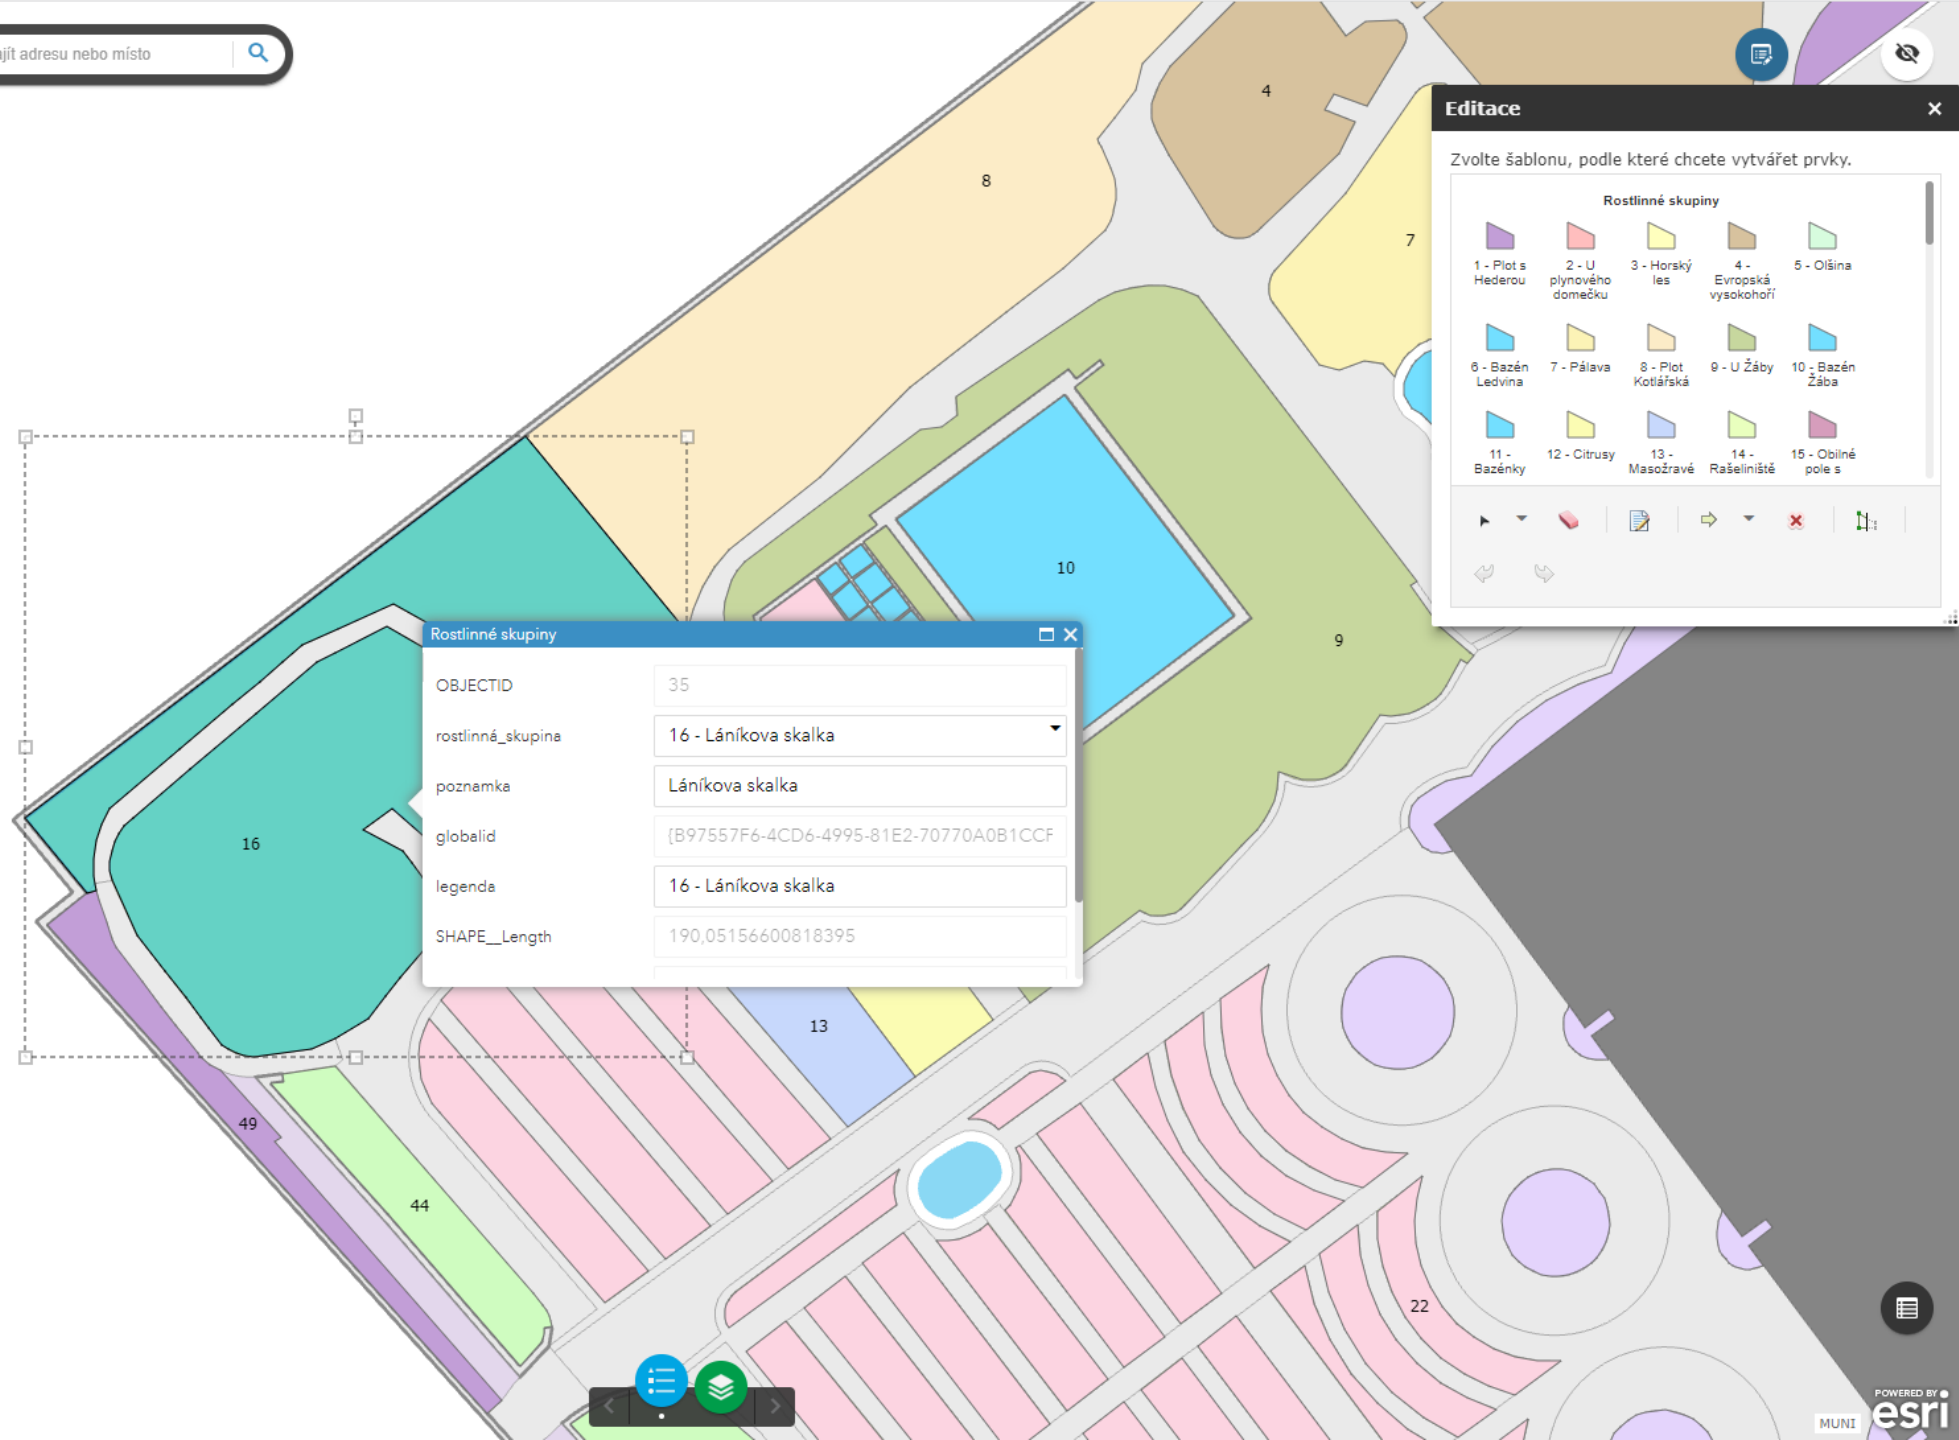 jít adresu nebo místo
Editace
Zvolte šablonu, podle které chcete vytvářet prvky.
Rostlinné skupiny
1 - Plot s Hederou
2 - U plynového domečku
3 - Horský les
4 - Evropská vysokohoří
5 - Olšina
6 - Bazén Ledvina
7 - Pálava
8 - Plot Kotlářská
9 - U Žáby
10 - Bazén Žába
11 - Bazénky
12 - Citrusy
13 - Masožravé
14 - Rašeliniště
15 - Obilné pole s
4
8
7
10
9
Rostlinné skupiny
OBJECTID 35
rostlinná_skupina 16 - Láníkova skalka
poznamka Láníkova skalka
globalid {B97557F6-4CD6-4995-81E2-70770A0B1CCF
legenda 16 - Láníkova skalka
SHAPE__Length 190,05156600818395
16
13
49
44
22
MUNI
POWERED BY
esri